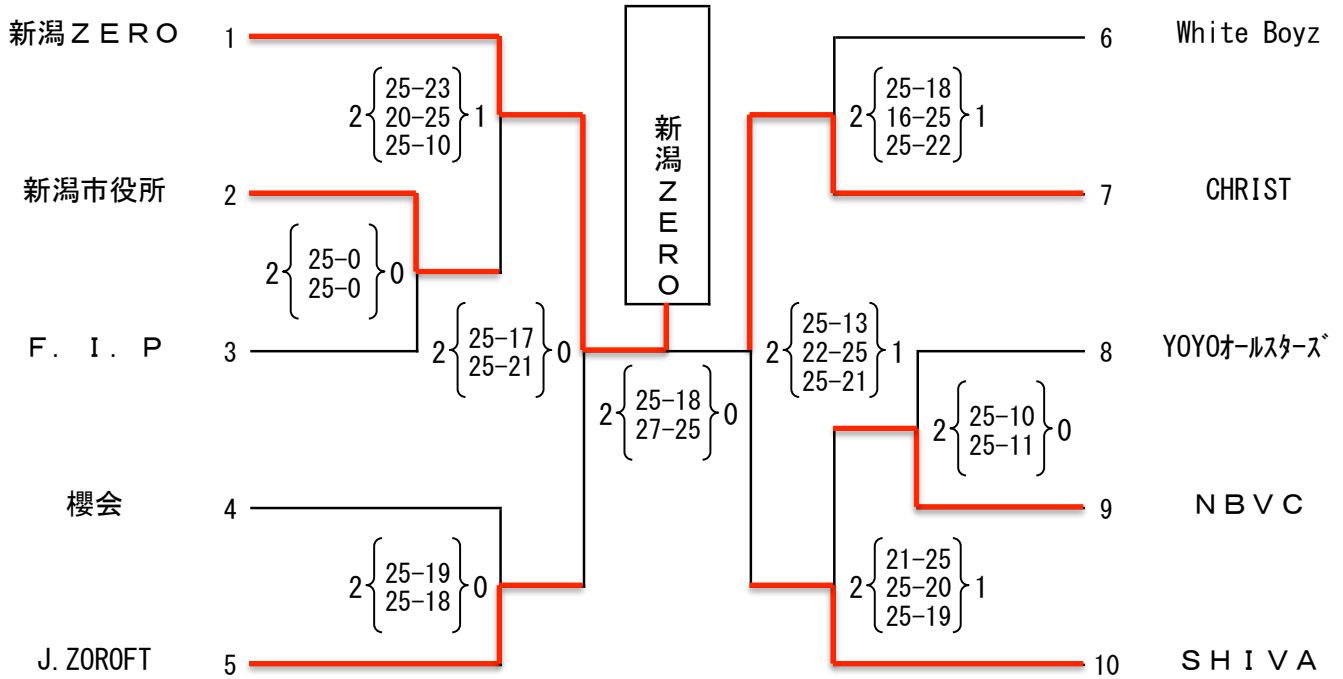 新潟ＺＥＲＯ 1
2 25-23 20-25 25-10 1
新潟市役所 2
2 25-0 25-0 0
Ｆ．Ｉ．Ｐ 3
2 25-17 25-21 0
櫻会 4
2 25-19 25-18 0
J.ZOROFT 5
新潟ＺＥＲＯ
2 25-18 27-25 0
6 White Boyz
2 25-18 16-25 25-22 1
7 CHRIST
2 25-13 22-25 25-21 1
8 YOYOｵｰﾙｽﾀｰｽﾞ
2 25-10 25-11 0
9 ＮＢＶＣ
2 21-25 25-20 25-19 1
10 ＳＨＩＶＡ